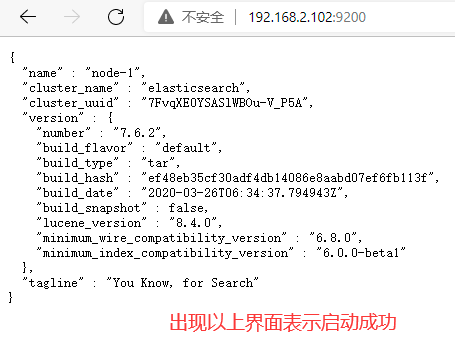 不安全 192.168.2.102:9200
{
"name" : "node-1",
"cluster_name" : "elasticsearch",
"cluster_uuid" : "7FvqXE0YSASlWBOu-V_P5A",
"version" : {
"number" : "7.6.2",
"build_flavor" : "default",
"build_type" : "tar",
"build_hash" : "ef48eb35cf30adf4db14086e8aabd07ef6fb113f",
"build_date" : "2020-03-26T06:34:37.794943Z",
"build_snapshot" : false,
"lucene_version" : "8.4.0",
"minimum_wire_compatibility_version" : "6.8.0",
"minimum_index_compatibility_version" : "6.0.0-beta1"
},
"tagline" : "You Know, for Search"
}
出现以上界面表示启动成功